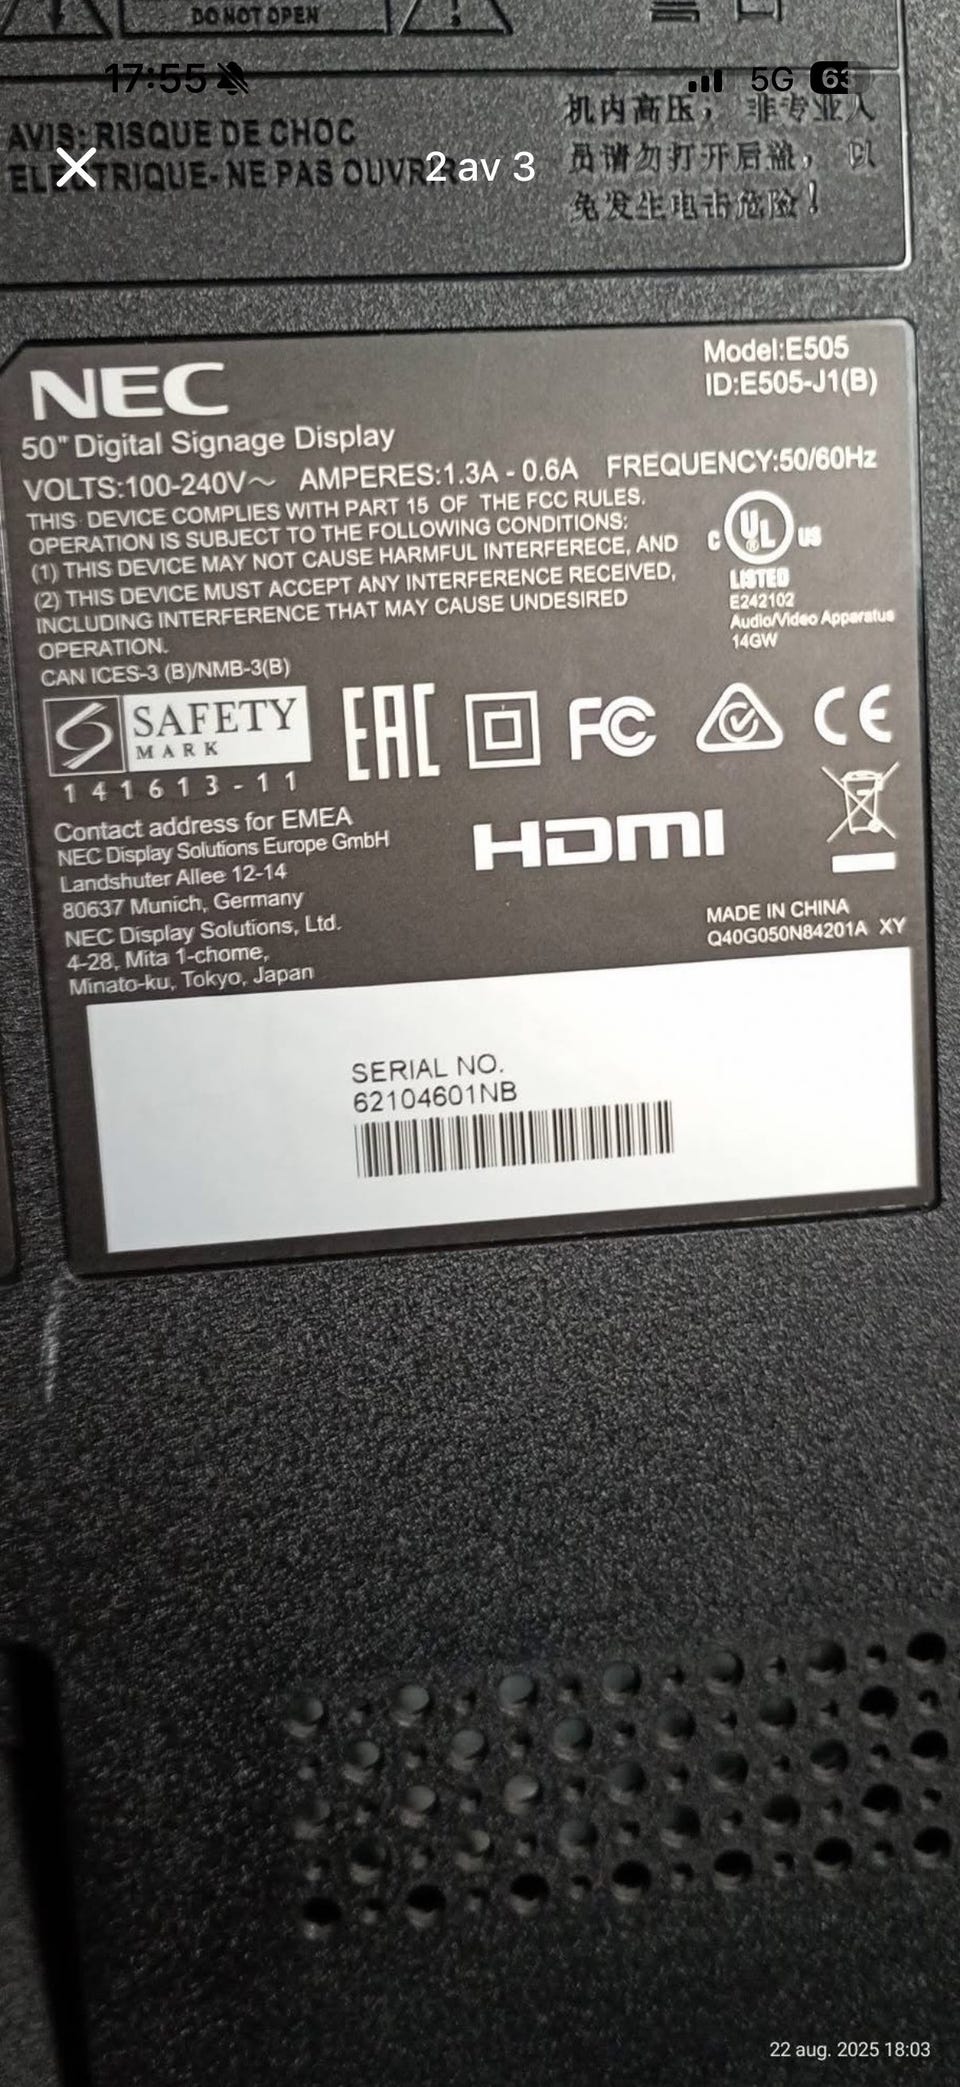 DO NOT OPEN
17:55
5G 63
AVIS: RISQUE DE CHOC
ELECTRIQUE- NE PAS OUVRIR
2 av 3
机内高压，非专业人
员请勿打开后盖，以
免发生电击危险！
NEC
Model:E505
ID:E505-J1(B)
50" Digital Signage Display
VOLTS:100-240V～ AMPERES:1.3A - 0.6A FREQUENCY:50/60Hz
THIS DEVICE COMPLIES WITH PART 15 OF THE FCC RULES.
OPERATION IS SUBJECT TO THE FOLLOWING CONDITIONS:
(1) THIS DEVICE MAY NOT CAUSE HARMFUL INTERFERECE, AND
(2) THIS DEVICE MUST ACCEPT ANY INTERFERENCE RECEIVED,
INCLUDING INTERFERENCE THAT MAY CAUSE UNDESIRED
OPERATION.
CAN ICES-3 (B)/NMB-3(B)
C UL ® US
LISTED
E242102
Audio/Video Apparatus
14GW
S SAFETY
MARK
141613-11
EAC FC CE
Contact address for EMEA
NEC Display Solutions Europe GmbH
Landshuter Allee 12-14
80637 Munich, Germany
NEC Display Solutions, Ltd.
4-28, Mita 1-chome,
Minato-ku, Tokyo, Japan
HDMI
MADE IN CHINA
Q40G050N84201A XY
SERIAL NO.
62104601NB
22 aug. 2025 18:03